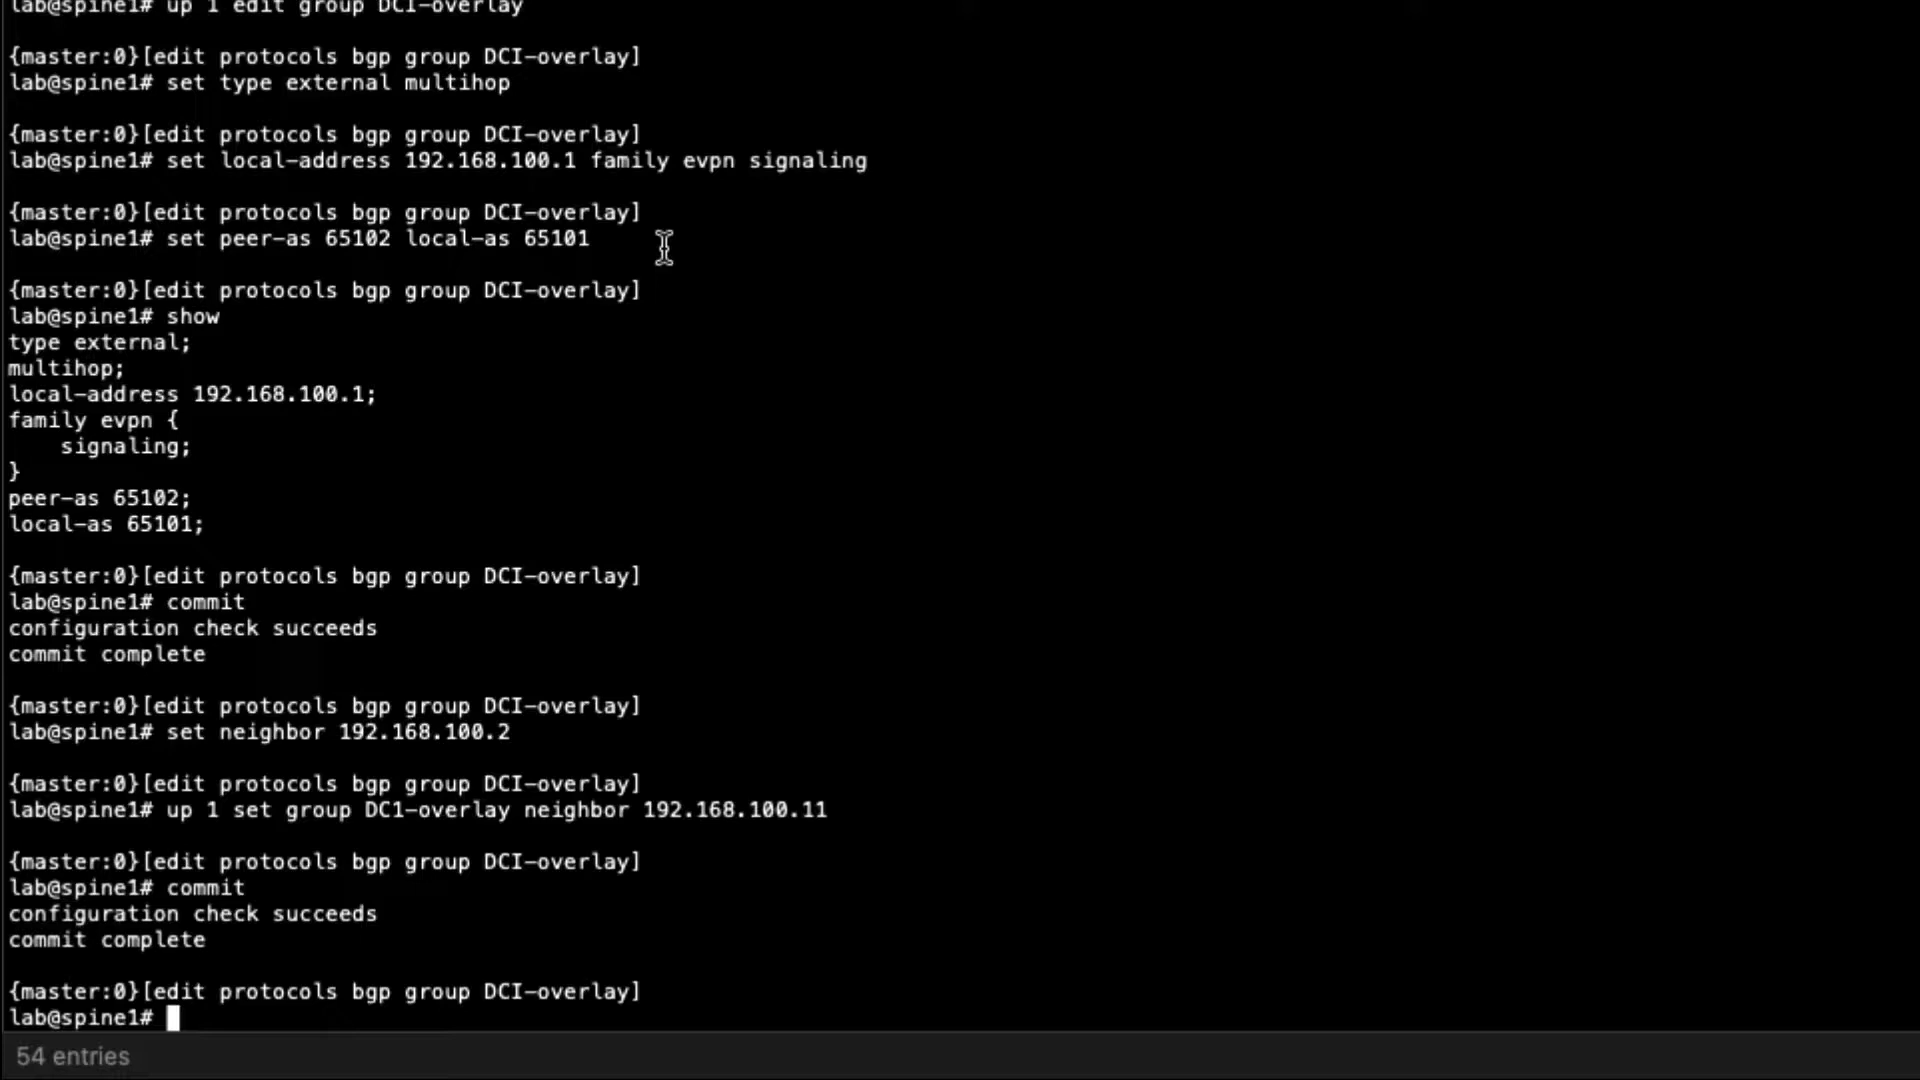 lab@spine1# up 1 edit group DCI-overlay
{master:0}[edit protocols bgp group DCI-overlay]
lab@spine1# set type external multihop
{master:0}[edit protocols bgp group DCI-overlay]
lab@spine1# set local-address 192.168.100.1 family evpn signaling
{master:0}[edit protocols bgp group DCI-overlay]
lab@spine1# set peer-as 65102 local-as 65101
{master:0}[edit protocols bgp group DCI-overlay]
lab@spine1# show
type external;
multihop;
local-address 192.168.100.1;
family evpn {
    signaling;
}
peer-as 65102;
local-as 65101;
{master:0}[edit protocols bgp group DCI-overlay]
lab@spine1# commit
configuration check succeeds
commit complete
{master:0}[edit protocols bgp group DCI-overlay]
lab@spine1# set neighbor 192.168.100.2
{master:0}[edit protocols bgp group DCI-overlay]
lab@spine1# up 1 set group DC1-overlay neighbor 192.168.100.11
{master:0}[edit protocols bgp group DCI-overlay]
lab@spine1# commit
configuration check succeeds
commit complete
{master:0}[edit protocols bgp group DCI-overlay]
lab@spine1#
54 entries